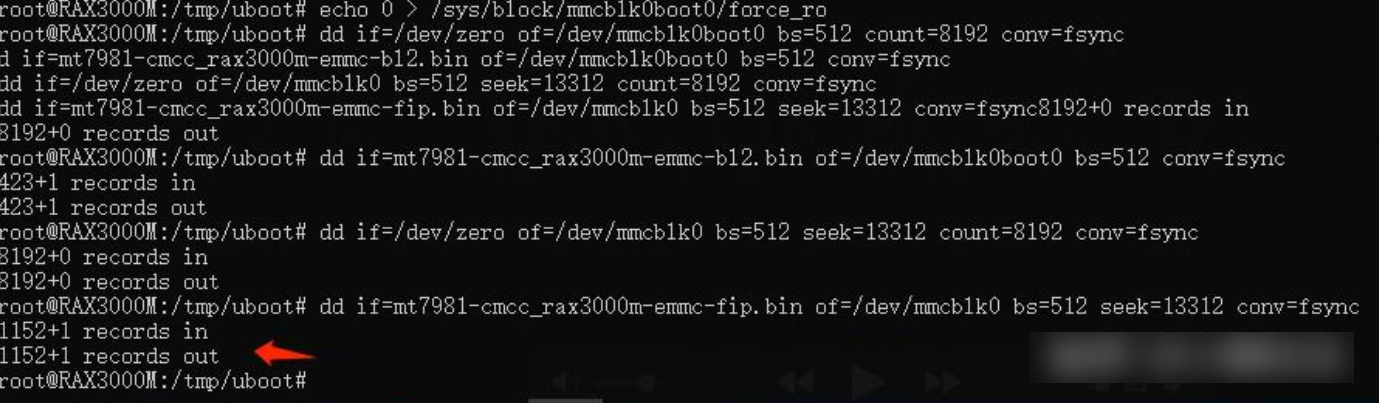 root@RAX3000M:/tmp/uboot# echo 0 > /sys/block/mmcblk0boot0/force_ro
root@RAX3000M:/tmp/uboot# dd if=/dev/zero of=/dev/mmcblk0boot0 bs=512 count=8192 conv=fsync
d if=mt7981-cmcc_rax3000m-emmc-bl2.bin of=/dev/mmcblk0boot0 bs=512 conv=fsync
dd if=/dev/zero of=/dev/mmcblk0 bs=512 seek=13312 count=8192 conv=fsync
dd if=mt7981-cmcc_rax3000m-emmc-fip.bin of=/dev/mmcblk0 bs=512 seek=13312 conv=fsync8192+0 records in
8192+0 records out
root@RAX3000M:/tmp/uboot# dd if=mt7981-cmcc_rax3000m-emmc-bl2.bin of=/dev/mmcblk0boot0 bs=512 conv=fsync
423+1 records in
423+1 records out
root@RAX3000M:/tmp/uboot# dd if=/dev/zero of=/dev/mmcblk0 bs=512 seek=13312 count=8192 conv=fsync
8192+0 records in
8192+0 records out
root@RAX3000M:/tmp/uboot# dd if=mt7981-cmcc_rax3000m-emmc-fip.bin of=/dev/mmcblk0 bs=512 seek=13312 conv=fsync
1152+1 records in
1152+1 records out
root@RAX3000M:/tmp/uboot#